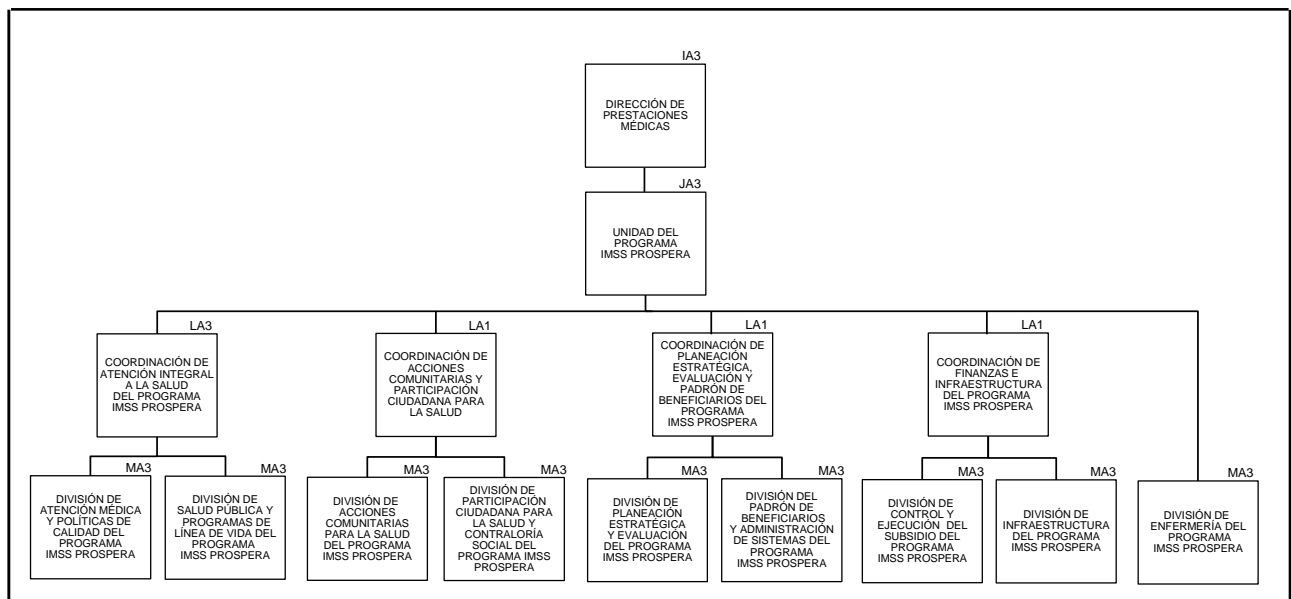 IA3
DIRECCIÓN DE
PRESTACIONES
MÉDICAS
JA3
UNIDAD DEL
PROGRAMA
IMSS PROSPERA
LA3
COORDINACIÓN DE
ATENCIÓN INTEGRAL
A LA SALUD
DEL PROGRAMA
IMSS PROSPERA
LA1
COORDINACIÓN DE
ACCIONES
COMUNITARIAS Y
PARTICIPACIÓN
CIUDADANA PARA
LA SALUD
LA1
COORDINACIÓN DE
PLANEACIÓN
ESTRATÉGICA,
EVALUACIÓN Y
PADRÓN DE
BENEFICIARIOS DEL
PROGRAMA
IMSS PROSPERA
LA1
COORDINACIÓN DE
FINANZAS E
INFRAESTRUCTURA
DEL PROGRAMA
IMSS PROSPERA
MA3
DIVISIÓN DE
ATENCIÓN MÉDICA
Y POLÍTICAS DE
CALIDAD DEL
PROGRAMA
IMSS PROSPERA
MA3
DIVISIÓN DE
SALUD PÚBLICA Y
PROGRAMAS DE
LÍNEA DE VIDA DEL
PROGRAMA
IMSS PROSPERA
MA3
DIVISIÓN DE
ACCIONES
COMUNITARIAS
PARA LA SALUD
DEL PROGRAMA
IMSS PROSPERA
MA3
DIVISIÓN DE
PARTICIPACIÓN
CIUDADANA PARA
LA SALUD Y
CONTRALORÍA
SOCIAL DEL
PROGRAMA IMSS
PROSPERA
MA3
DIVISIÓN DE
PLANEACIÓN
ESTRATÉGICA
Y EVALUACIÓN
DEL PROGRAMA
IMSS PROSPERA
MA3
DIVISIÓN DEL
PADRÓN DE
BENEFICIARIOS
Y ADMINISTRACIÓN
DE SISTEMAS DEL
PROGRAMA
IMSS PROSPERA
MA3
DIVISIÓN DE
CONTROL Y
EJECUCIÓN DEL
SUBSIDIO DEL
PROGRAMA
IMSS PROSPERA
MA3
DIVISIÓN DE
INFRAESTRUCTURA
DEL PROGRAMA
IMSS PROSPERA
MA3
DIVISIÓN DE
ENFERMERÍA DEL
PROGRAMA
IMSS PROSPERA